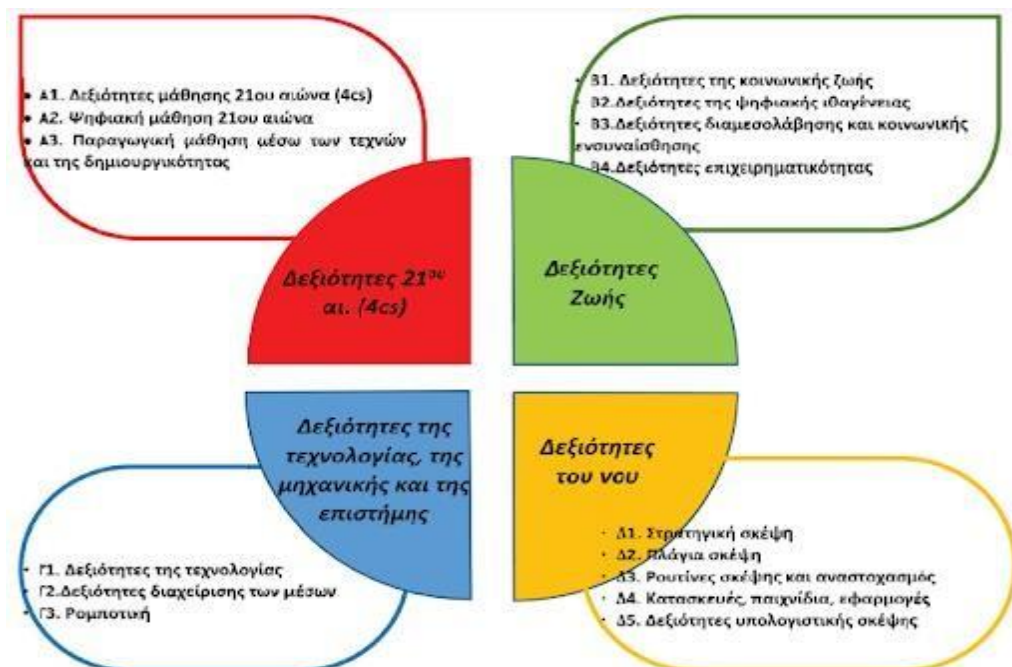 • Α1. Δεξιότητες μάθησης 21ου αιώνα (4cs)
• Α2. Ψηφιακή μάθηση 21ου αιώνα
• Α3. Παραγωγική μάθηση μέσω των τεχνών
και της δημιουργικότητας
• Β1. Δεξιότητες της κοινωνικής ζωής
• Β2.Δεξιότητες της ψηφιακής ιθαγένειας
• Β3.Δεξιότητες διαμεσολάβησης και κοινωνικής
ενσυναίσθησης
Β4.Δεξιότητες επιχειρηματικότητας
Δεξιότητες 21ου
αι. (4cs)
Δεξιότητες
Ζωής
Δεξιότητες της
τεχνολογίας, της
μηχανικής και της
επιστήμης
Δεξιότητες
του νου
• Γ1. Δεξιότητες της τεχνολογίας
• Γ2.Δεξιότητες διαχείρισης των μέσων
• Γ3. Ρομποτική
• Δ1. Στρατηγική σκέψη
• Δ2. Πλάγια σκέψη
• Δ3. Ρουτίνες σκέψης και αναστοχασμός
• Δ4. Κατασκευές, παιχνίδια, εφαρμογές
• Δ5. Δεξιότητες υπολογιστικής σκέψης